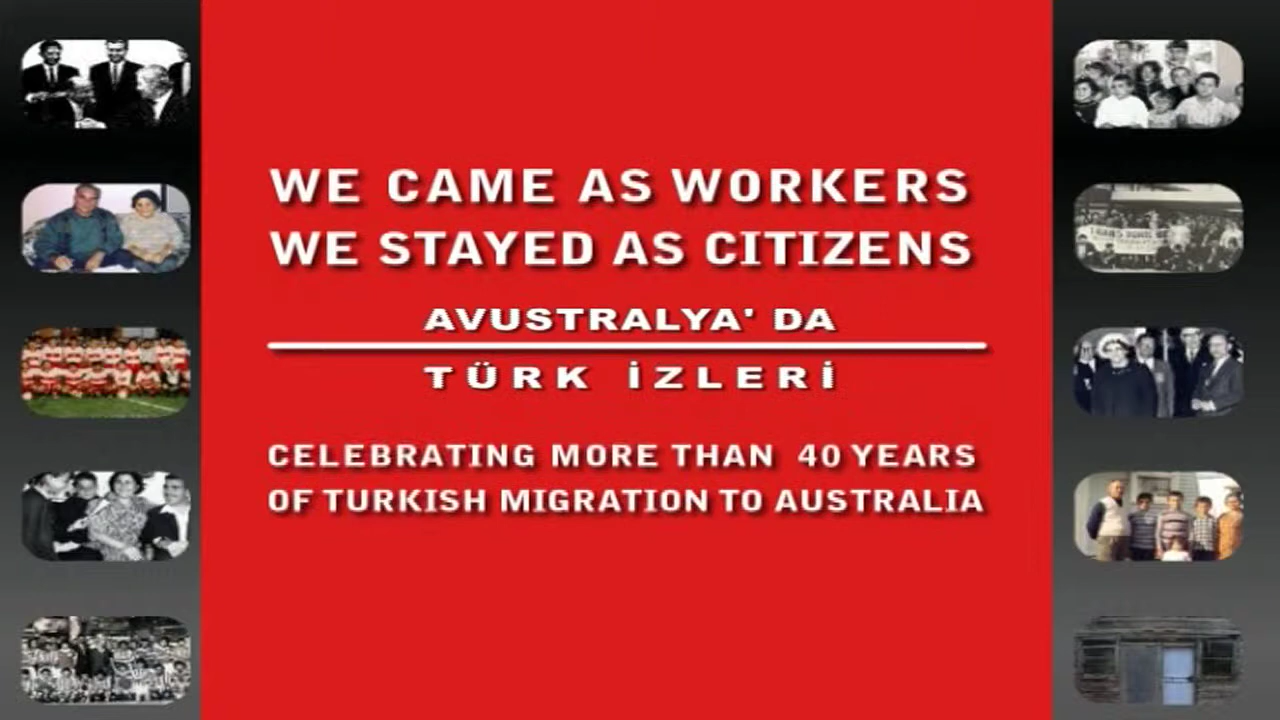 WE CAME AS WORKERS
WE STAYED AS CITIZENS
AVUSTRALYA' DA
TÜRK İZLERİ
CELEBRATING MORE THAN 40 YEARS
OF TURKISH MIGRATION TO AUSTRALIA